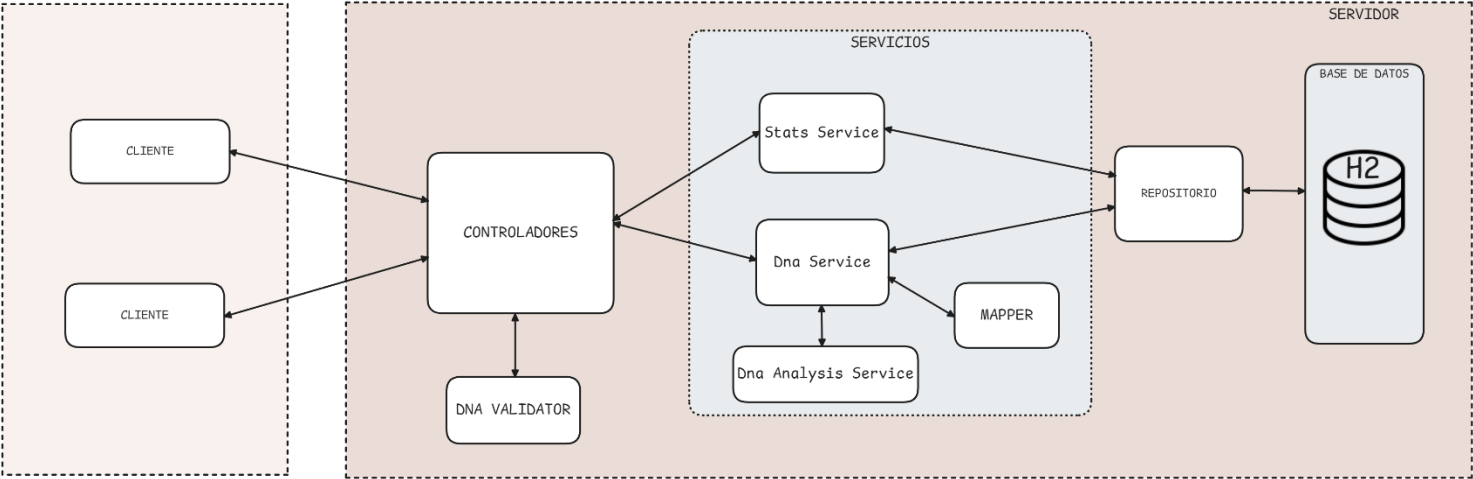 SERVIDOR
SERVICIOS
BASE DE DATOS
CLIENTE
CLIENTE
CONTROLADORES
DNA VALIDATOR
Stats Service
Dna Service
MAPPER
Dna Analysis Service
REPOSITORIO
H2